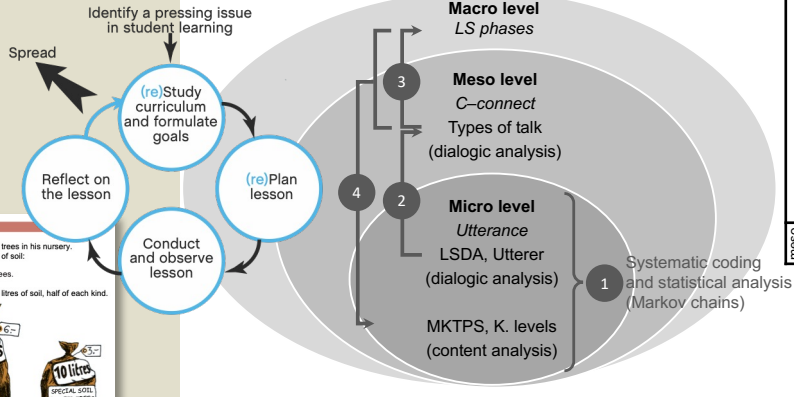 Identify a pressing issue
in student learning
Spread
(re)Study
curriculum
and formulate
goals
(re)Plan
lesson
Conduct
and observe
lesson
Reflect on
the lesson
trees in his nursery.
of soil:
ees.
litres of soil, half of each kind.
6,-
3,-
10 litres
SPECIAL SOIL
Macro level
LS phases
3
Meso level
C–connect
Types of talk
(dialogic analysis)
4
2
Micro level
Utterance
LSDA, Utterer
(dialogic analysis)
MKTPS, K. levels
(content analysis)
1
Systematic coding
and statistical analysis
(Markov chains)
meso